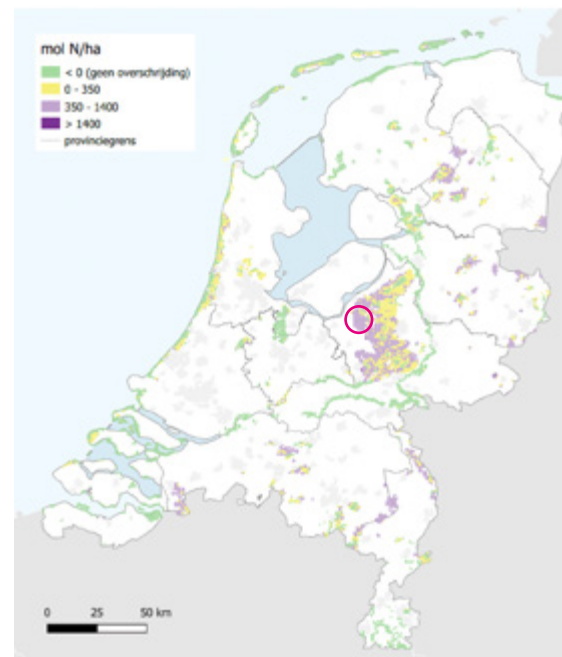 mol N/ha
< 0 (geen overschrijding)
0 - 350
350 - 1400
> 1400
provinciegrens
0 25 50 km